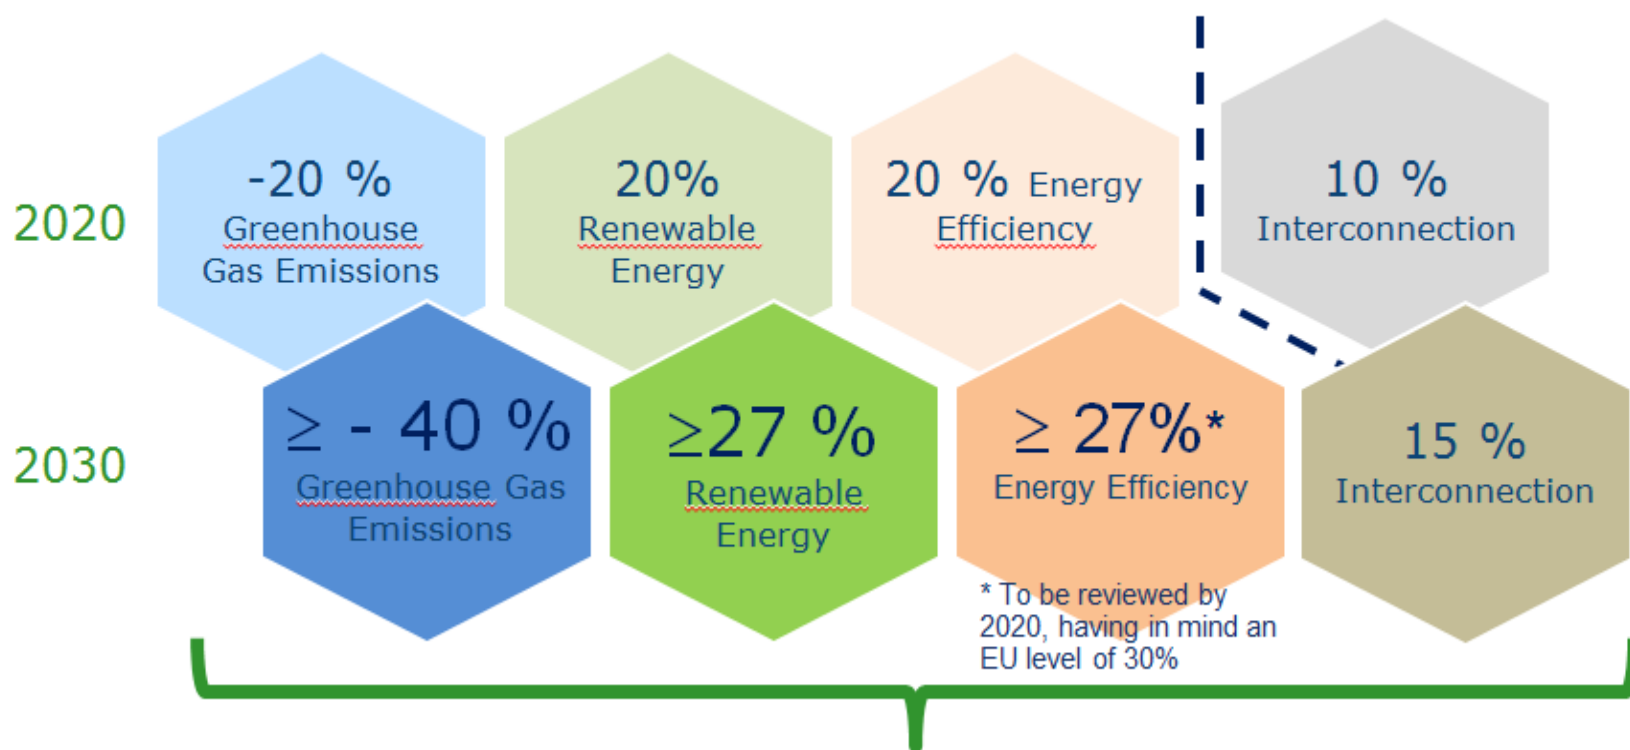 2020
-20 %
Greenhouse
Gas Emissions
20%
Renewable
Energy
20 % Energy
Efficiency
10 %
Interconnection
2030
≥ - 40 %
Greenhouse Gas
Emissions
≥27 %
Renewable
Energy
≥ 27%*
Energy Efficiency
15 %
Interconnection
* To be reviewed by
2020, having in mind an
EU level of 30%